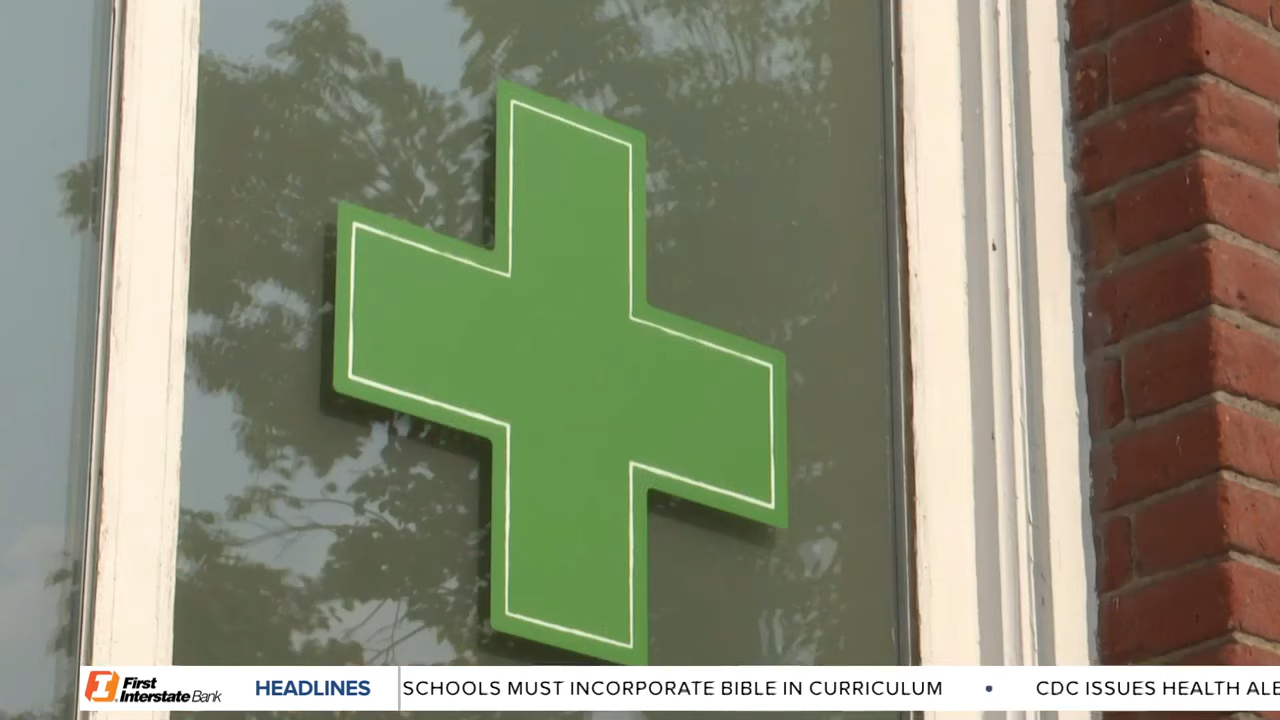 First
Interstate Bank
HEADLINES
SCHOOLS MUST INCORPORATE BIBLE IN CURRICULUM • CDC ISSUES HEALTH ALE